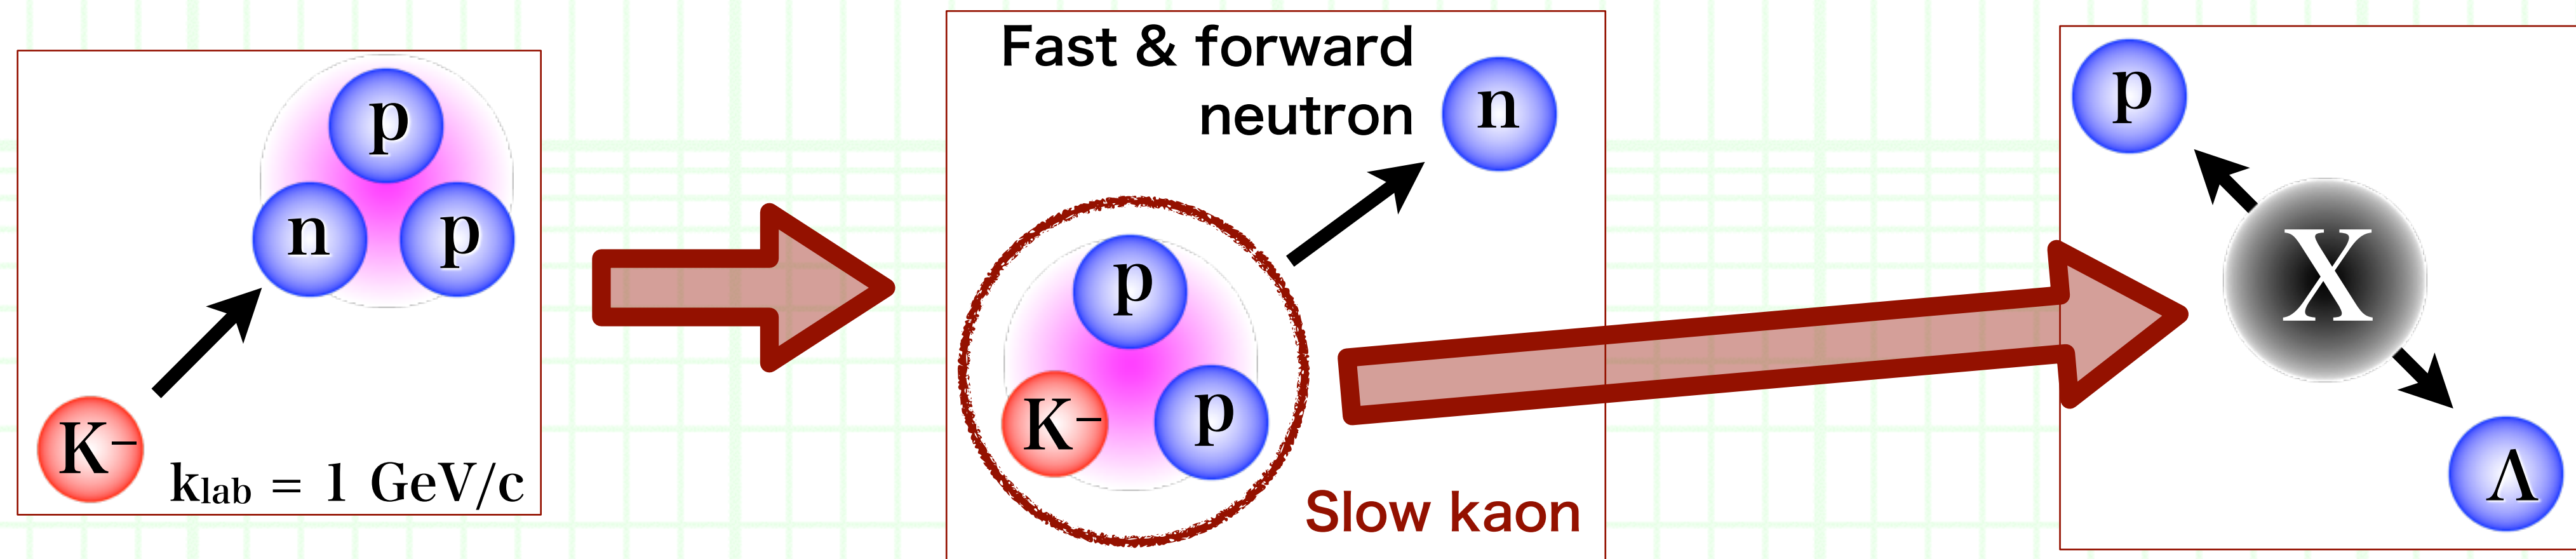 p
n
p
K⁻
k_lab = 1 GeV/c
Fast & forward
neutron
n
p
K⁻
p
Slow kaon
p
X
Λ